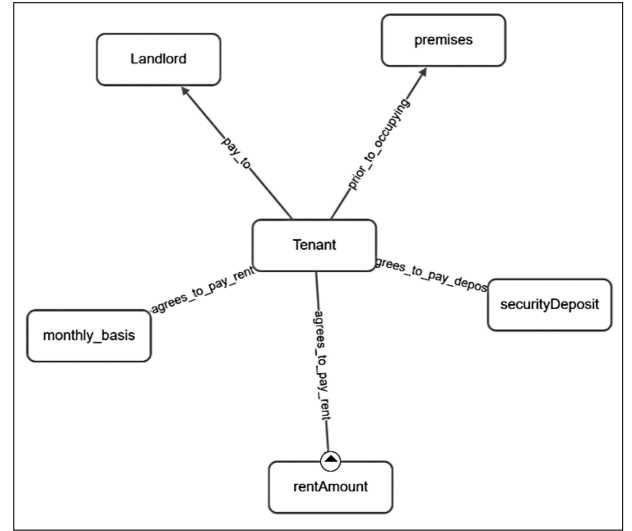 premises
Landlord
pay_to
prior_to_occupying
Tenant
agrees_to_pay_rent
grees_to_pay_depos
securityDeposit
monthly_basis
agrees_to_pay_rent
rentAmount